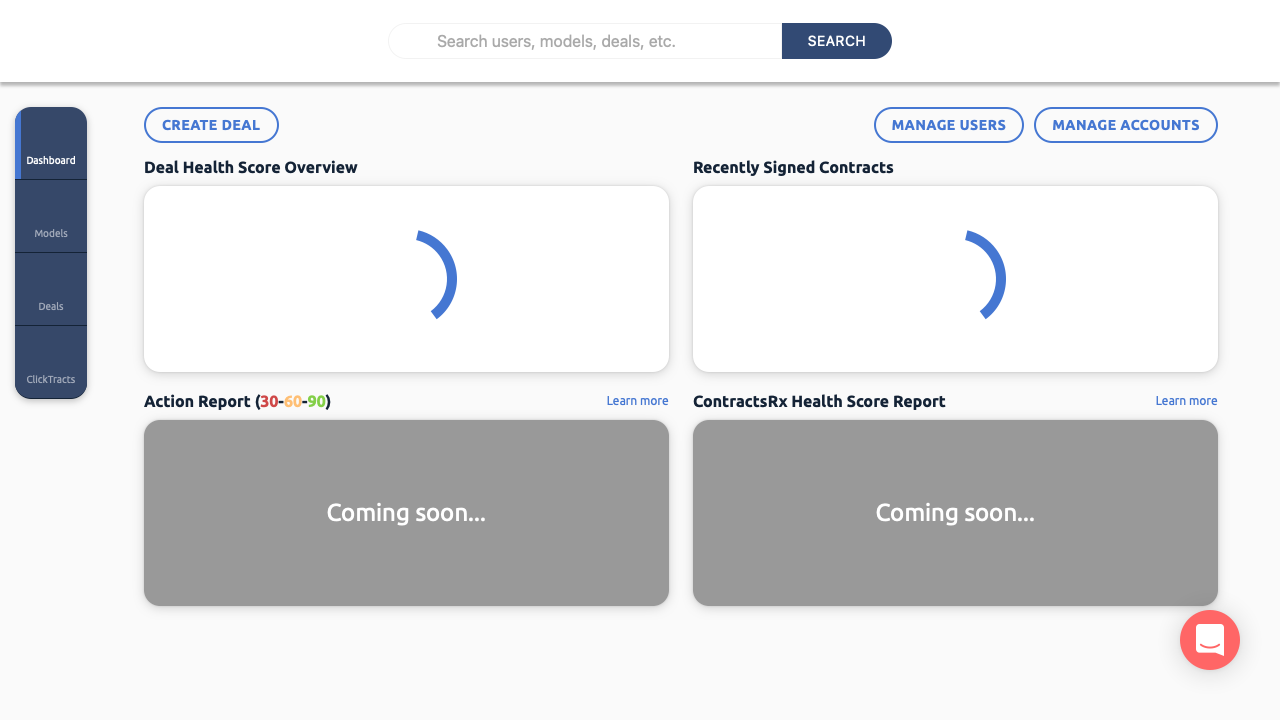 Search users, models, deals, etc.
SEARCH
Dashboard
Models
Deals
ClickTracts
CREATE DEAL
MANAGE USERS
MANAGE ACCOUNTS
Deal Health Score Overview
Recently Signed Contracts
Action Report (30-60-90)
Learn more
ContractsRx Health Score Report
Learn more
Coming soon...
Coming soon...